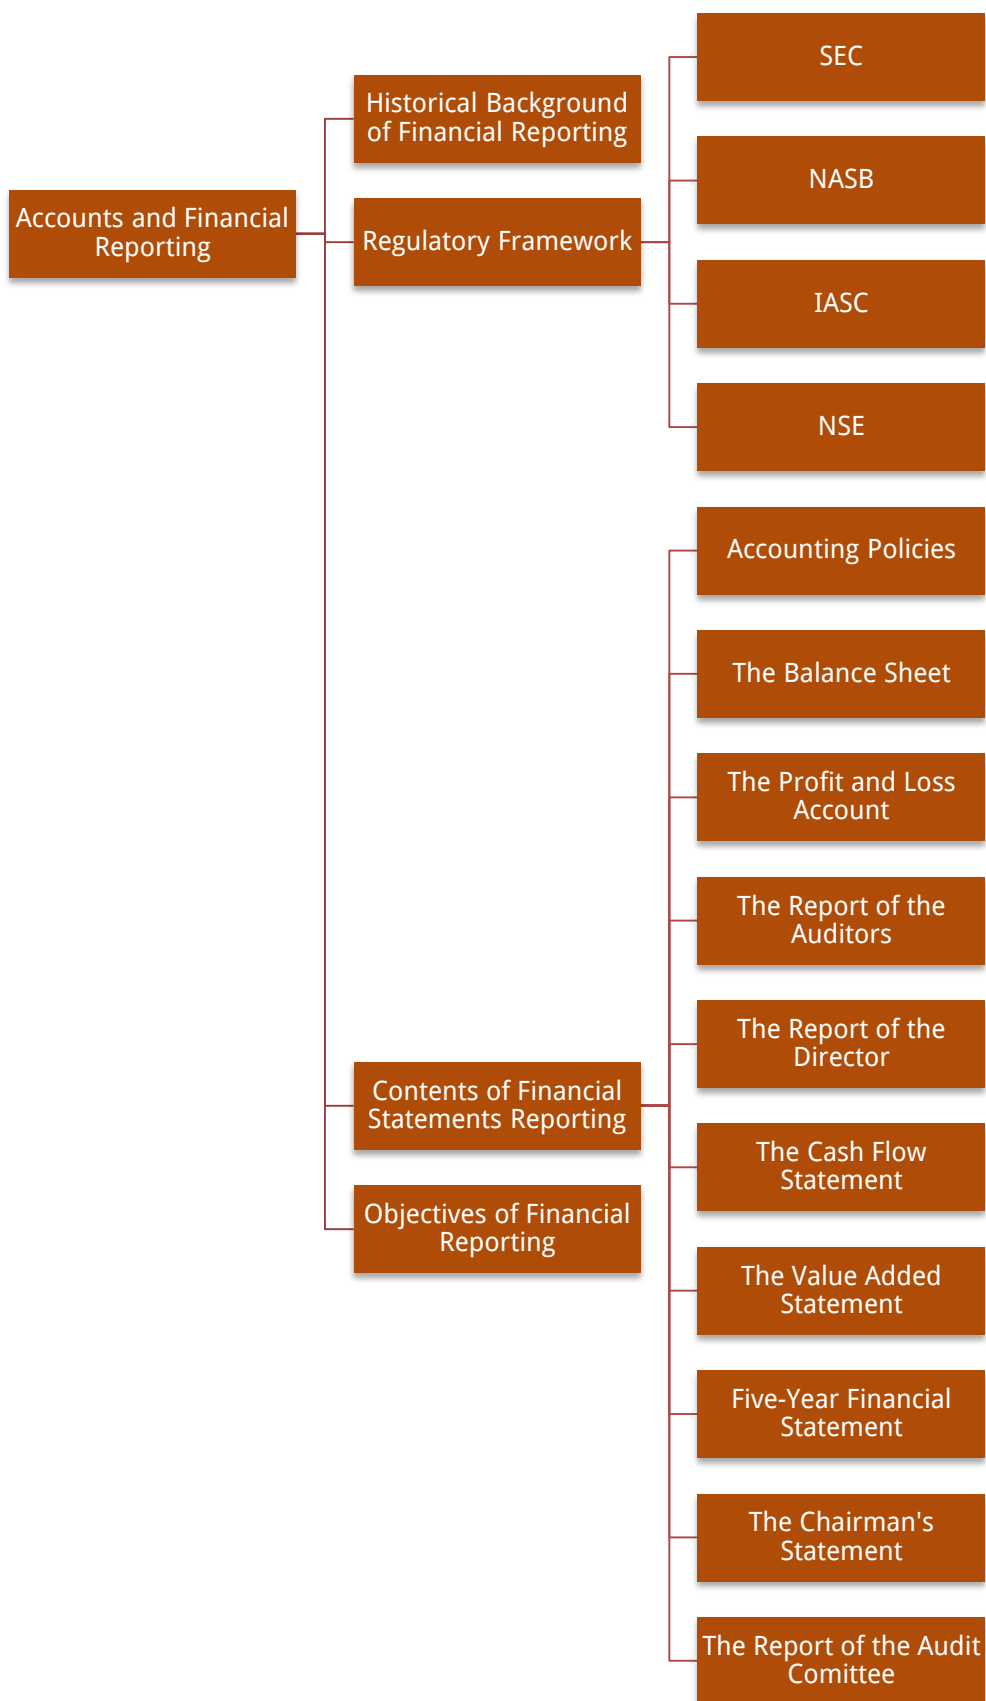 Accounts and Financial
Reporting
Historical Background
of Financial Reporting
Regulatory Framework
SEC
NASB
IASC
NSE
Contents of Financial
Statements Reporting
Accounting Policies
The Balance Sheet
The Profit and Loss
Account
The Report of the
Auditors
The Report of the
Director
The Cash Flow
Statement
The Value Added
Statement
Five-Year Financial
Statement
The Chairman's
Statement
The Report of the Audit
Comittee
Objectives of Financial
Reporting